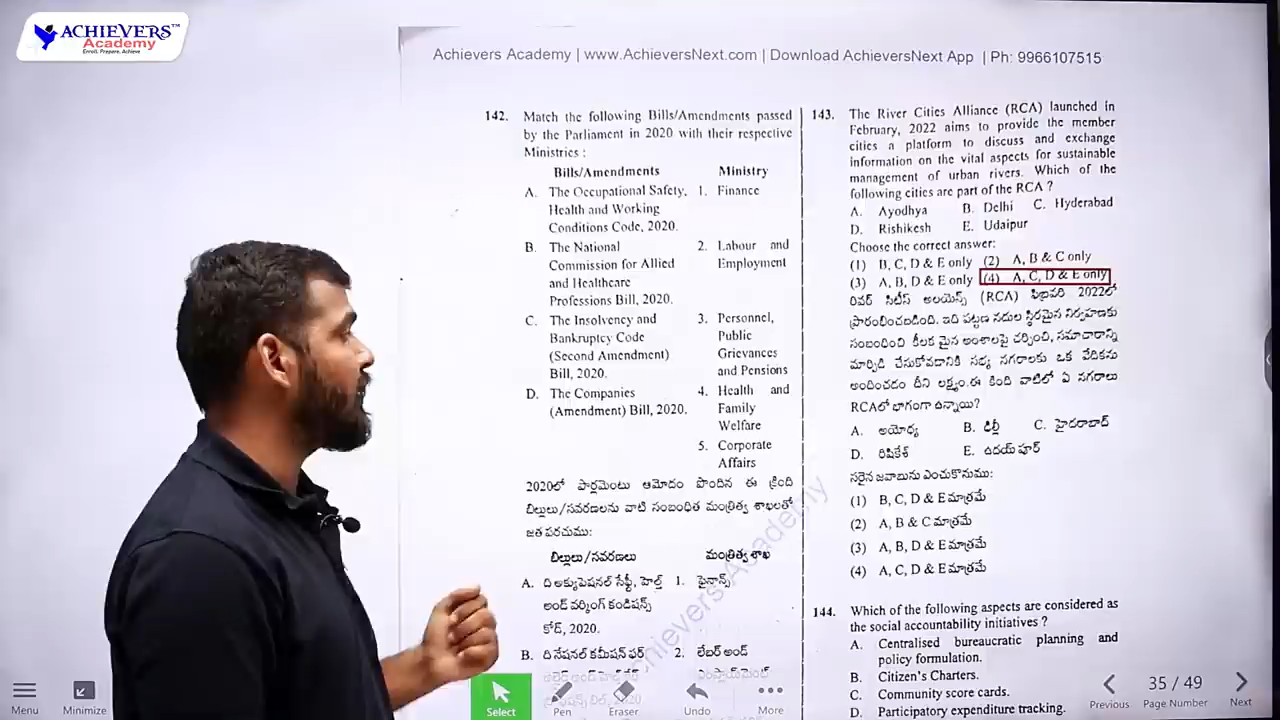 ACHIEVERS™
Academy
Enroll, Prepare, Achieve
Achievers Academy | www.AchieversNext.com | Download AchieversNext App | Ph: 9966107515
142. Match the following Bills/Amendments passed
by the Parliament in 2020 with their respective
Ministries :
Bills/Amendments Ministry
A. The Occupational Safety, 1. Finance
Health and Working
Conditions Code, 2020.
B. The National 2. Labour and
Commission for Allied Employment
and Healthcare
Professions Bill, 2020.
C. The Insolvency and 3. Personnel,
Bankruptcy Code Public
(Second Amendment) Grievances
Bill, 2020. and Pensions
D. The Companies 4. Health and
(Amendment) Bill, 2020. Family
Welfare
5. Corporate
Affairs
2020లో పార్లమెంటు ఆమోదం పొందిన ఈ క్రింది
బిల్లులు/సవరణలను వాటి సంబంధిత మంత్రిత్వ శాఖలతో
జత పరచుము:
బిల్లులు/సవరణలు మంత్రిత్వ శాఖ
A. ది అక్యుపెషనల్ సేఫ్టీ, హెల్త్ 1. ఫైనాన్స్
అండ్ వర్కింగ్ కండిషన్స్
కోడ్, 2020.
B. ది నేషనల్ కమీషన్ ఫర్ 2. లేబర్ అండ్
143. The River Cities Alliance (RCA) launched in
February, 2022 aims to provide the member
cities a platform to discuss and exchange
information on the vital aspects for sustainable
management of urban rivers. Which of the
following cities are part of the RCA ?
A. Ayodhya B. Delhi C. Hyderabad
D. Rishikesh E. Udaipur
Choose the correct answer:
(1) B, C, D & E only (2) A, B & C only
(3) A, B, D & E only (4) A, C, D & E only
రివర్ సిటీస్ అలయెన్స్ (RCA) ఫిబ్రవరి 2022లో
ప్రారంభించబడింది. ఇది పట్టణ నదుల స్థిరమైన నిర్వహణకు
సంబంధించి కీలక మైన అంశాలపై చర్చించి, సమాచారాన్ని
మార్పిడి చేసుకోవడానికి సభ్య నగరాలకు ఒక వేదికను
అందించడం దీని లక్ష్యం.ఈ కింది వాటిలో ఏ నగరాలు
RCAలో భాగంగా ఉన్నాయి?
A. అయోధ్య B. ఢిల్లీ C. హైదరాబాద్
D. రిషికేశ్ E. ఉదయ్‌పూర్
సరైన జవాబును ఎంచుకొనుము:
(1) B, C, D & E మాత్రమే
(2) A, B & C మాత్రమే
(3) A, B, D & E మాత్రమే
(4) A, C, D & E మాత్రమే
144. Which of the following aspects are considered as
the social accountability initiatives ?
A. Centralised bureaucratic planning and
policy formulation.
B. Citizen's Charters.
C. Community score cards.
D. Participatory expenditure tracking.
Achievers Academy
Menu
Minimize
Select
Pen
Eraser
Undo
More
Previous
35 / 49
Page Number
Next